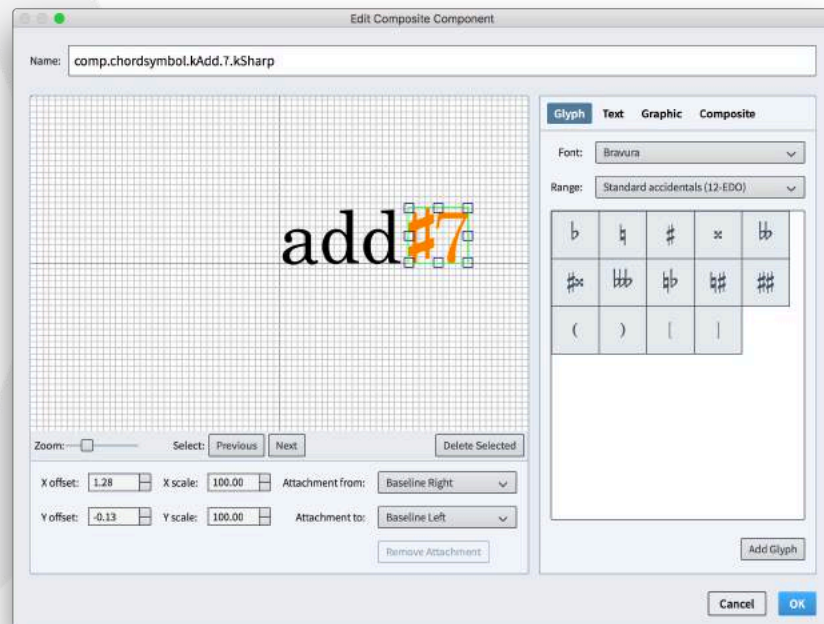 Edit Composite Component
Name: comp.chordsymbol.kAdd.7.kSharp
add♯7
Zoom: Select: Previous Next Delete Selected
X offset: 1.28 X scale: 100.00 Attachment from: Baseline Right
Y offset: -0.13 Y scale: 100.00 Attachment to: Baseline Left
Remove Attachment
Glyph Text Graphic Composite
Font: Bravura
Range: Standard accidentals (12-EDO)
Add Glyph
Cancel OK